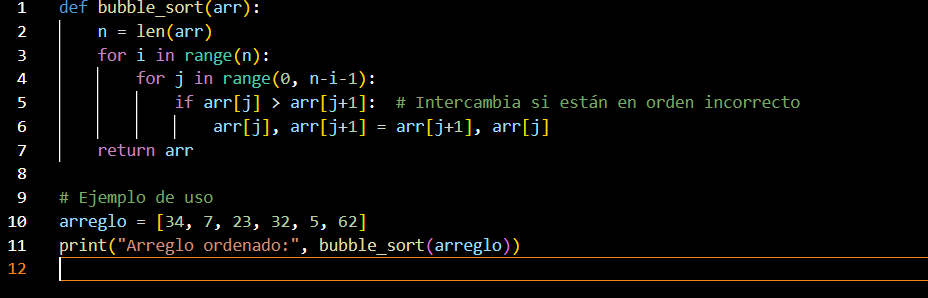 1 def bubble_sort(arr):
2     n = len(arr)
3     for i in range(n):
4         for j in range(0, n-i-1):
5             if arr[j] > arr[j+1]:  # Intercambia si están en orden incorrecto
6                 arr[j], arr[j+1] = arr[j+1], arr[j]
7     return arr
8
9 # Ejemplo de uso
10 arreglo = [34, 7, 23, 32, 5, 62]
11 print("Arreglo ordenado:", bubble_sort(arreglo))
12